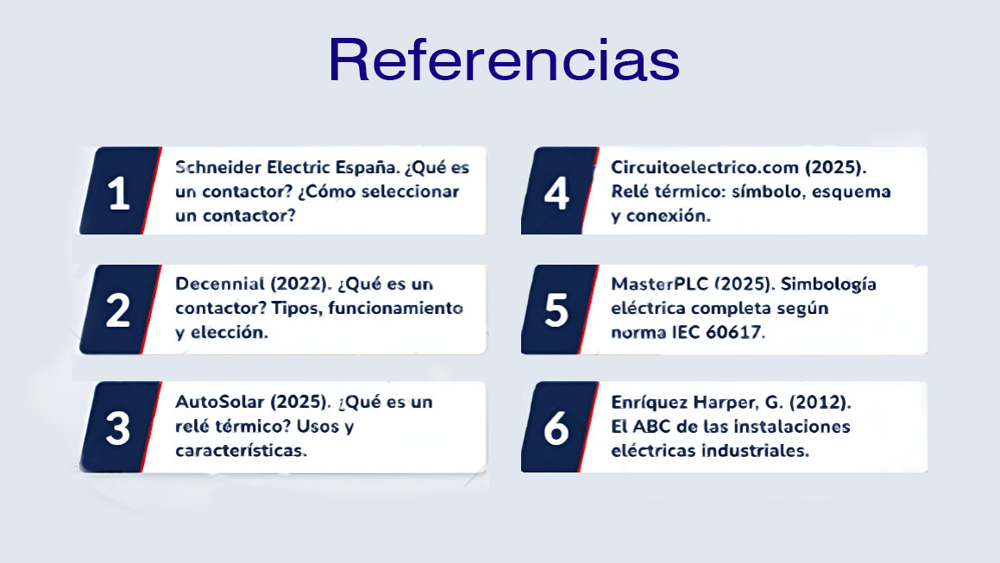 Referencias
1
Schneider Electric España. ¿Qué es
un contactor? ¿Cómo seleccionar
un contactor?
2
Decennial (2022). ¿Qué es un
contactor? Tipos, funcionamiento
y elección.
3
AutoSolar (2025). ¿Qué es un
relé térmico? Usos y
características.
4
Circuitoelectrico.com (2025).
Relé térmico: símbolo, esquema
y conexión.
5
MasterPLC (2025). Simbología
eléctrica completa según
norma IEC 60617.
6
Enríquez Harper, G. (2012).
El ABC de las instalaciones
eléctricas industriales.